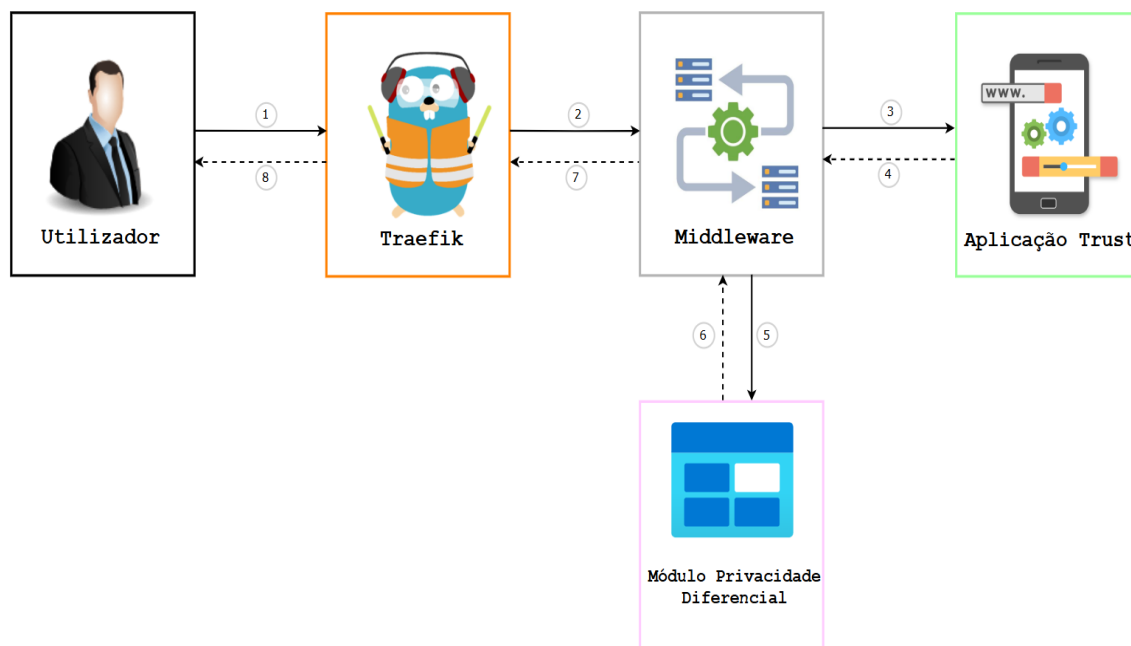 1
2
3
8
7
4
WWW.
Utilizador
Traefik
Middleware
Aplicação Trust
6
5
Módulo Privacidade
Diferencial